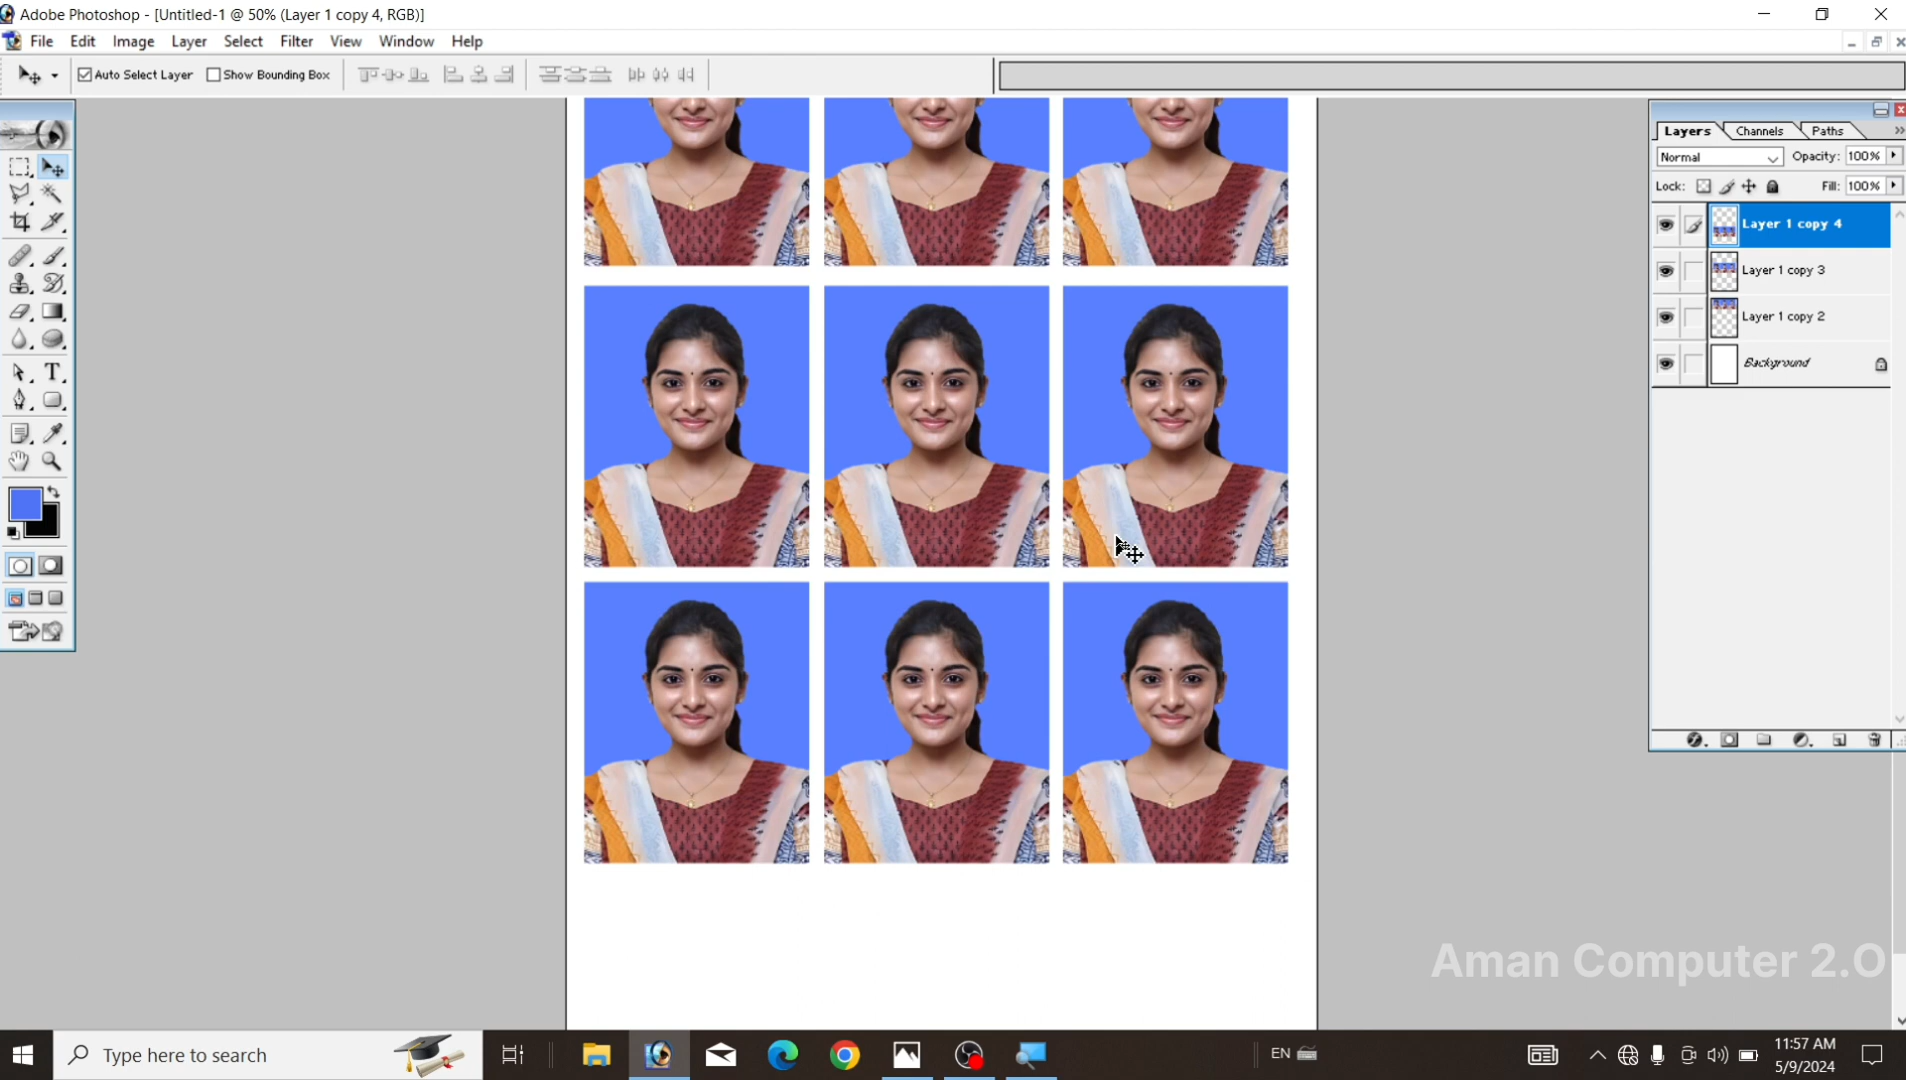 Adobe Photoshop - [Untitled-1 @ 50% (Layer 1 copy 4, RGB)]
File Edit Image Layer Select Filter View Window Help
Auto Select Layer Show Bounding Box
Layers Channels Paths
Normal Opacity: 100%
Lock: Fill: 100%
Layer 1 copy 4
Layer 1 copy 3
Layer 1 copy 2
Background
T
Aman Computer 2.O
Type here to search
EN
11:57 AM
5/9/2024